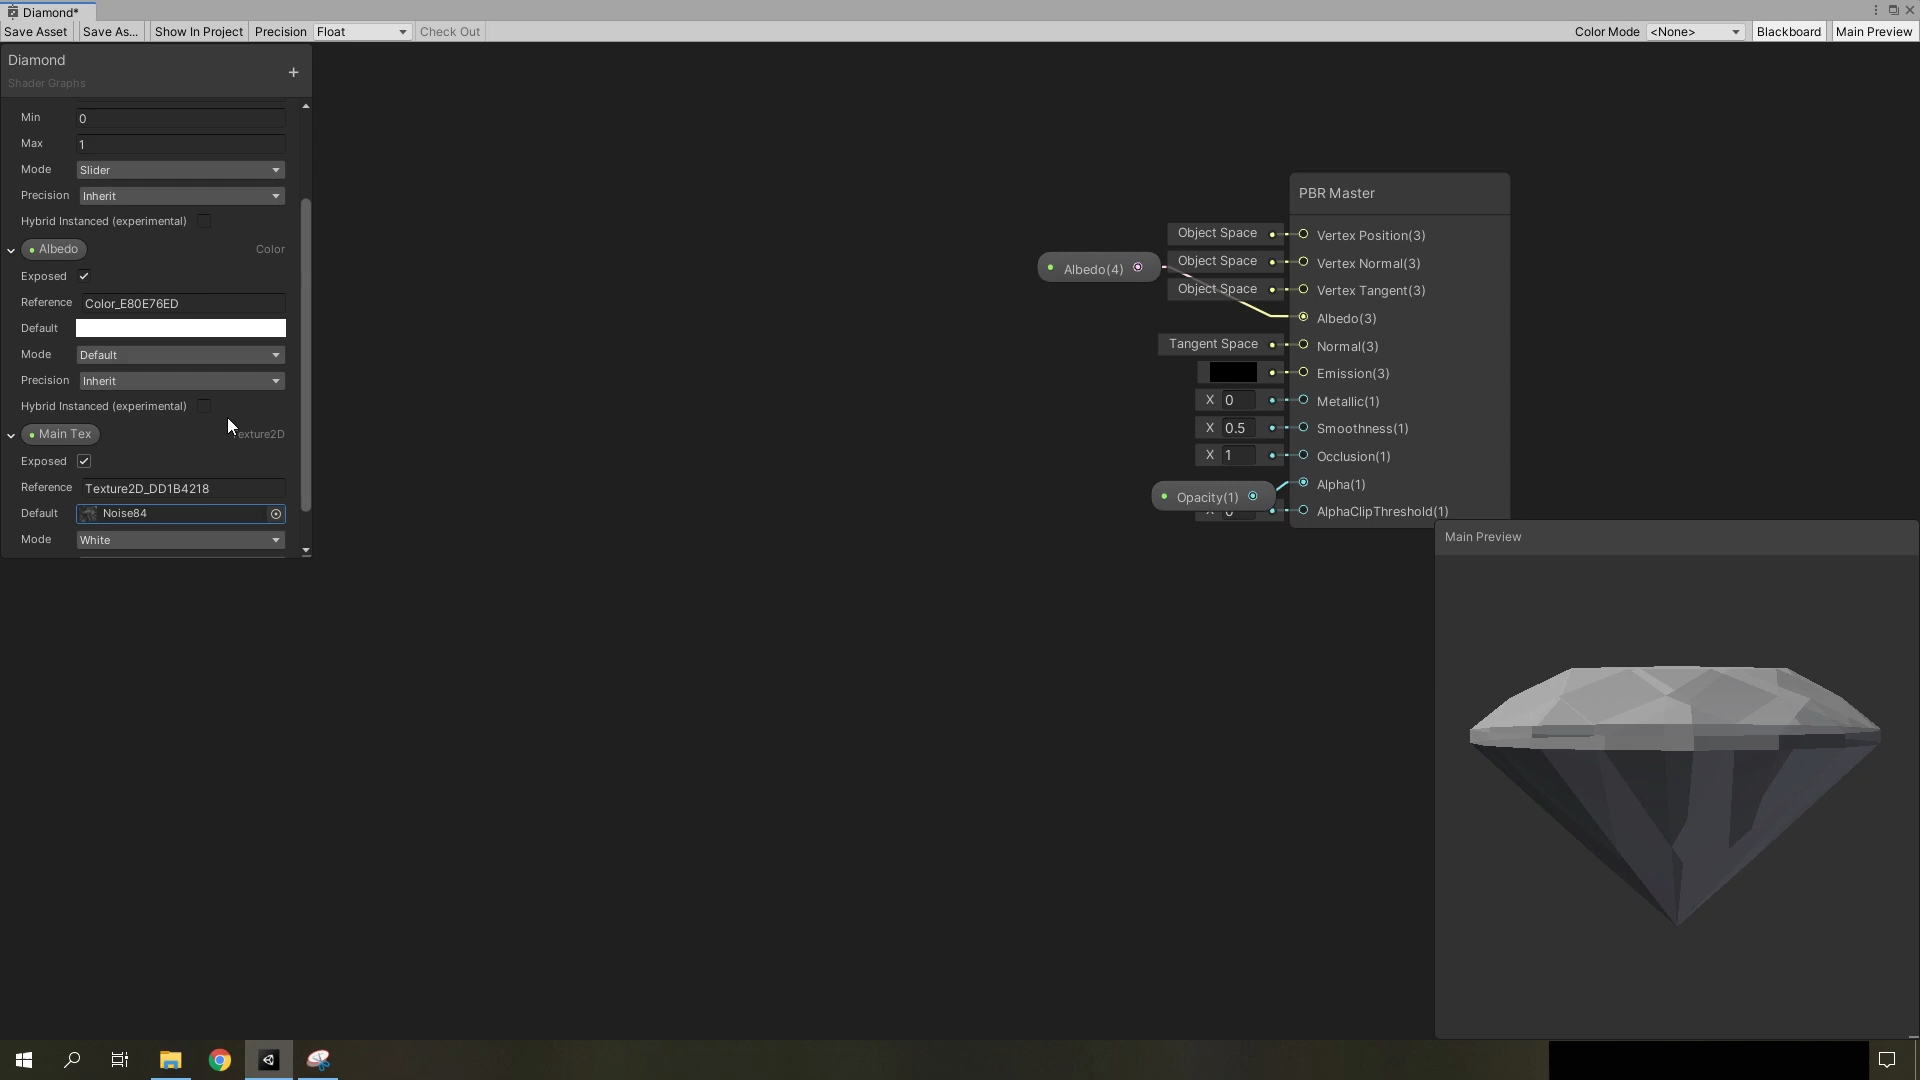 Diamond*
Save Asset Save As... Show In Project Precision Float Check Out Color Mode <None> Blackboard Main Preview
Diamond
Shader Graphs
Min 0
Max 1
Mode Slider
Precision Inherit
Hybrid Instanced (experimental)
Albedo Color
Exposed
Reference Color_E80E76ED
Default
Mode Default
Precision Inherit
Hybrid Instanced (experimental)
Main Tex
Exposed
Reference Texture2D_DD1B4218
Default Noise84
Mode White
PBR Master
Object Space Vertex Position(3)
Albedo(4) Object Space Vertex Normal(3)
Object Space Vertex Tangent(3)
Albedo(3)
Tangent Space Normal(3)
Emission(3)
X 0 Metallic(1)
X 0.5 Smoothness(1)
X 1 Occlusion(1)
Opacity(1) Alpha(1)
AlphaClipThreshold(1)
Main Preview